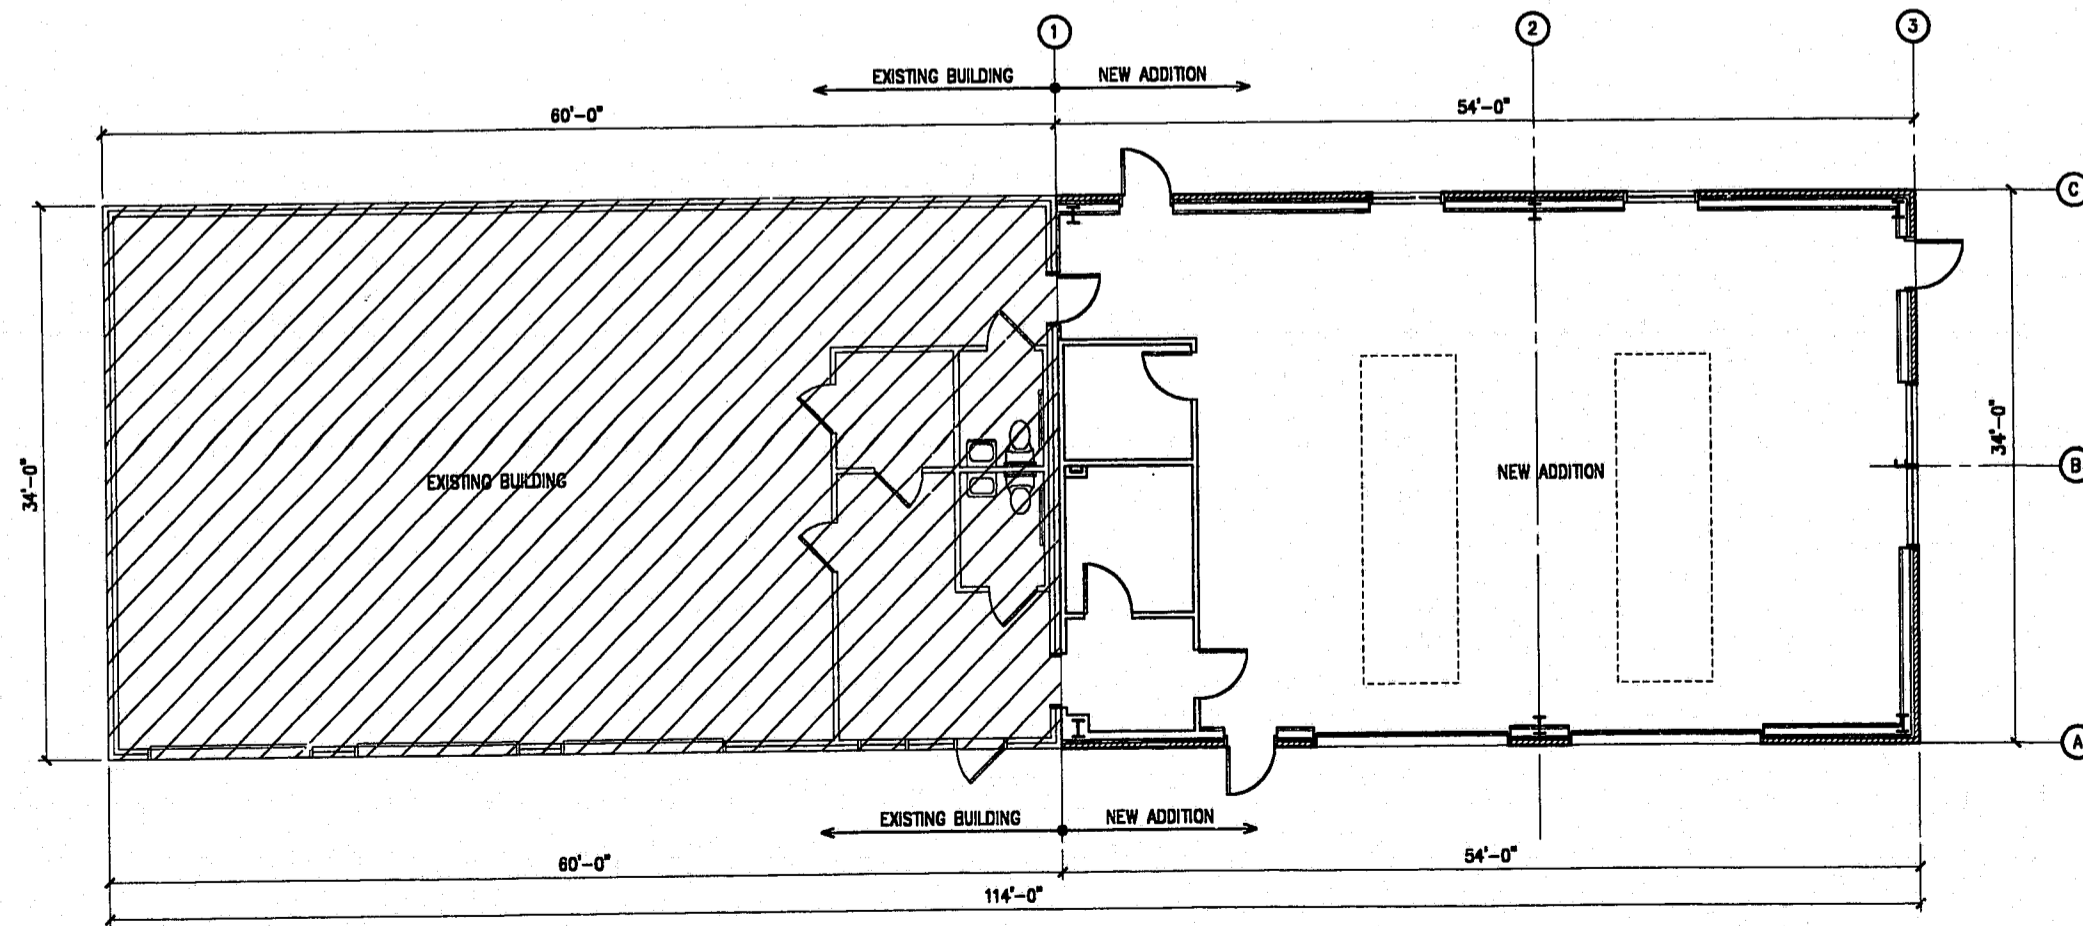 1
2
3
EXISTING BUILDING
NEW ADDITION
60'-0"
54'-0"
C
34'-0"
EXISTING BUILDING
NEW ADDITION
34'-0"
B
A
EXISTING BUILDING
NEW ADDITION
60'-0"
54'-0"
114'-0"